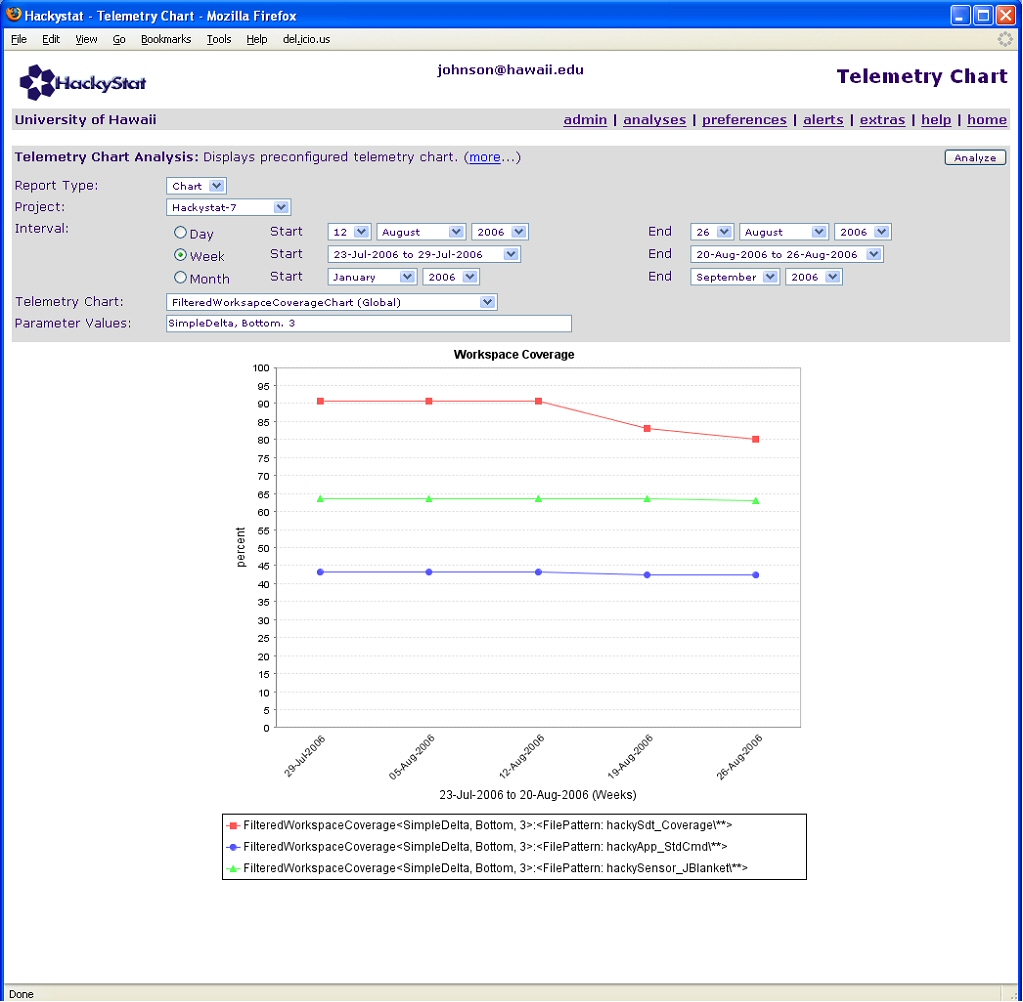 Hackystat - Telemetry Chart - Mozilla Firefox
File Edit View Go Bookmarks Tools Help del.icio.us
HackyStat
johnson@hawaii.edu
Telemetry Chart
University of Hawaii
admin | analyses | preferences | alerts | extras | help | home
Telemetry Chart Analysis: Displays preconfigured telemetry chart. (more...)
Analyze
Report Type: Chart
Project: Hackystat-7
Interval: Day Start 12 August 2006 End 26 August 2006
Week Start 23-Jul-2006 to 29-Jul-2006 End 20-Aug-2006 to 26-Aug-2006
Month Start January 2006 End September 2006
Telemetry Chart: FilteredWorksapceCoverageChart (Global)
Parameter Values: SimpleDelta, Bottom. 3
Workspace Coverage
100
95
90
85
80
75
70
65
60
55
50
45
40
35
30
25
20
15
10
5
0
percent
29-Jul-2006 05-Aug-2006 12-Aug-2006 19-Aug-2006 26-Aug-2006
23-Jul-2006 to 20-Aug-2006 (Weeks)
FilteredWorkspaceCoverage<SimpleDelta, Bottom, 3>:<FilePattern: hackySdt_Coverage\**>
FilteredWorkspaceCoverage<SimpleDelta, Bottom, 3>:<FilePattern: hackyApp_StdCmd\**>
FilteredWorkspaceCoverage<SimpleDelta, Bottom, 3>:<FilePattern: hackySensor_JBlanket\**>
Done